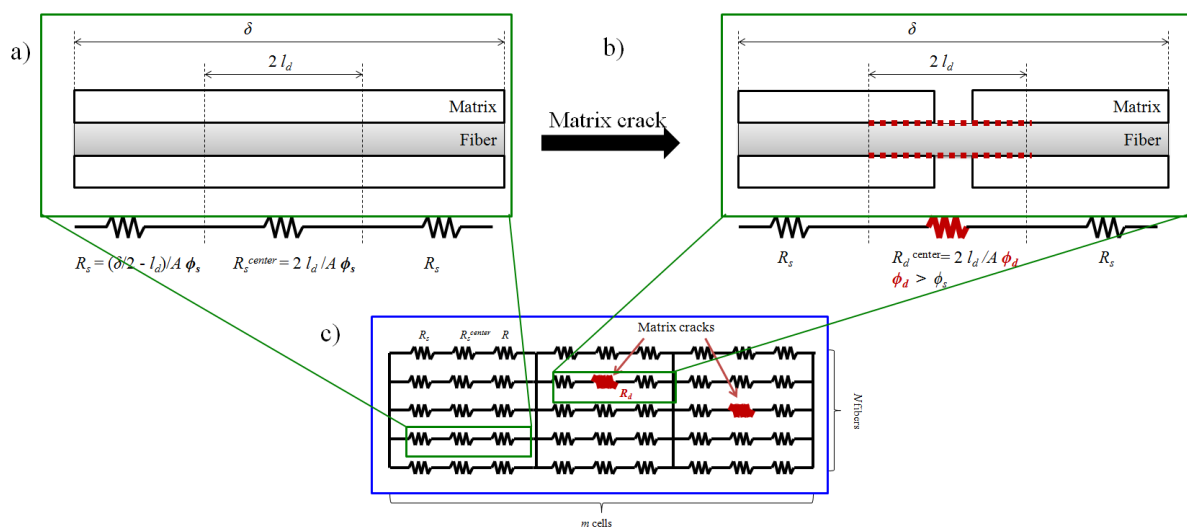 a)
δ
2 l_d
Matrix
Fiber
R_s = (δ/2 - l_d)/A ϕ_s
R_s^center = 2 l_d/A ϕ_s
R_s
Matrix crack
b)
δ
2 l_d
Matrix
Fiber
R_s
R_d^center = 2 l_d/A ϕ_d
ϕ_d > ϕ_s
R_s
c)
R_s
R_s^center
R
Matrix cracks
R_d
N fibers
m cells